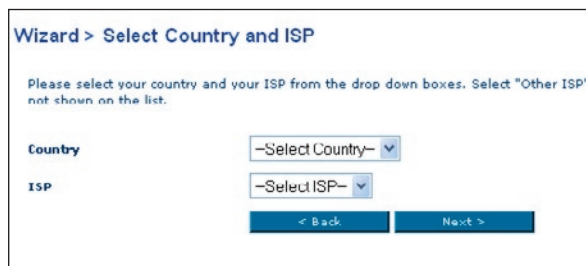 Wizard > Select Country and ISP
Please select your country and your ISP from the drop down boxes. Select "Other ISP"
not shown on the list.
Country
–Select Country–
ISP
–Select ISP–
< Back
Next >